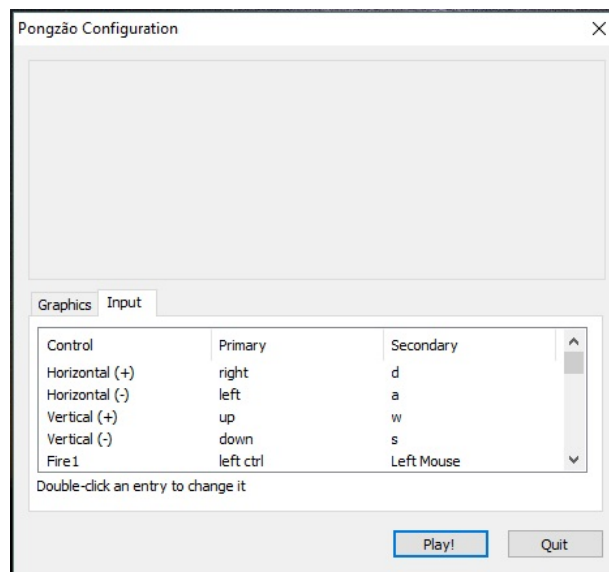 Pongzão Configuration
Graphics Input
Control Primary Secondary
Horizontal (+) right d
Horizontal (-) left a
Vertical (+) up w
Vertical (-) down s
Fire1 left ctrl Left Mouse
Double-click an entry to change it
Play! Quit